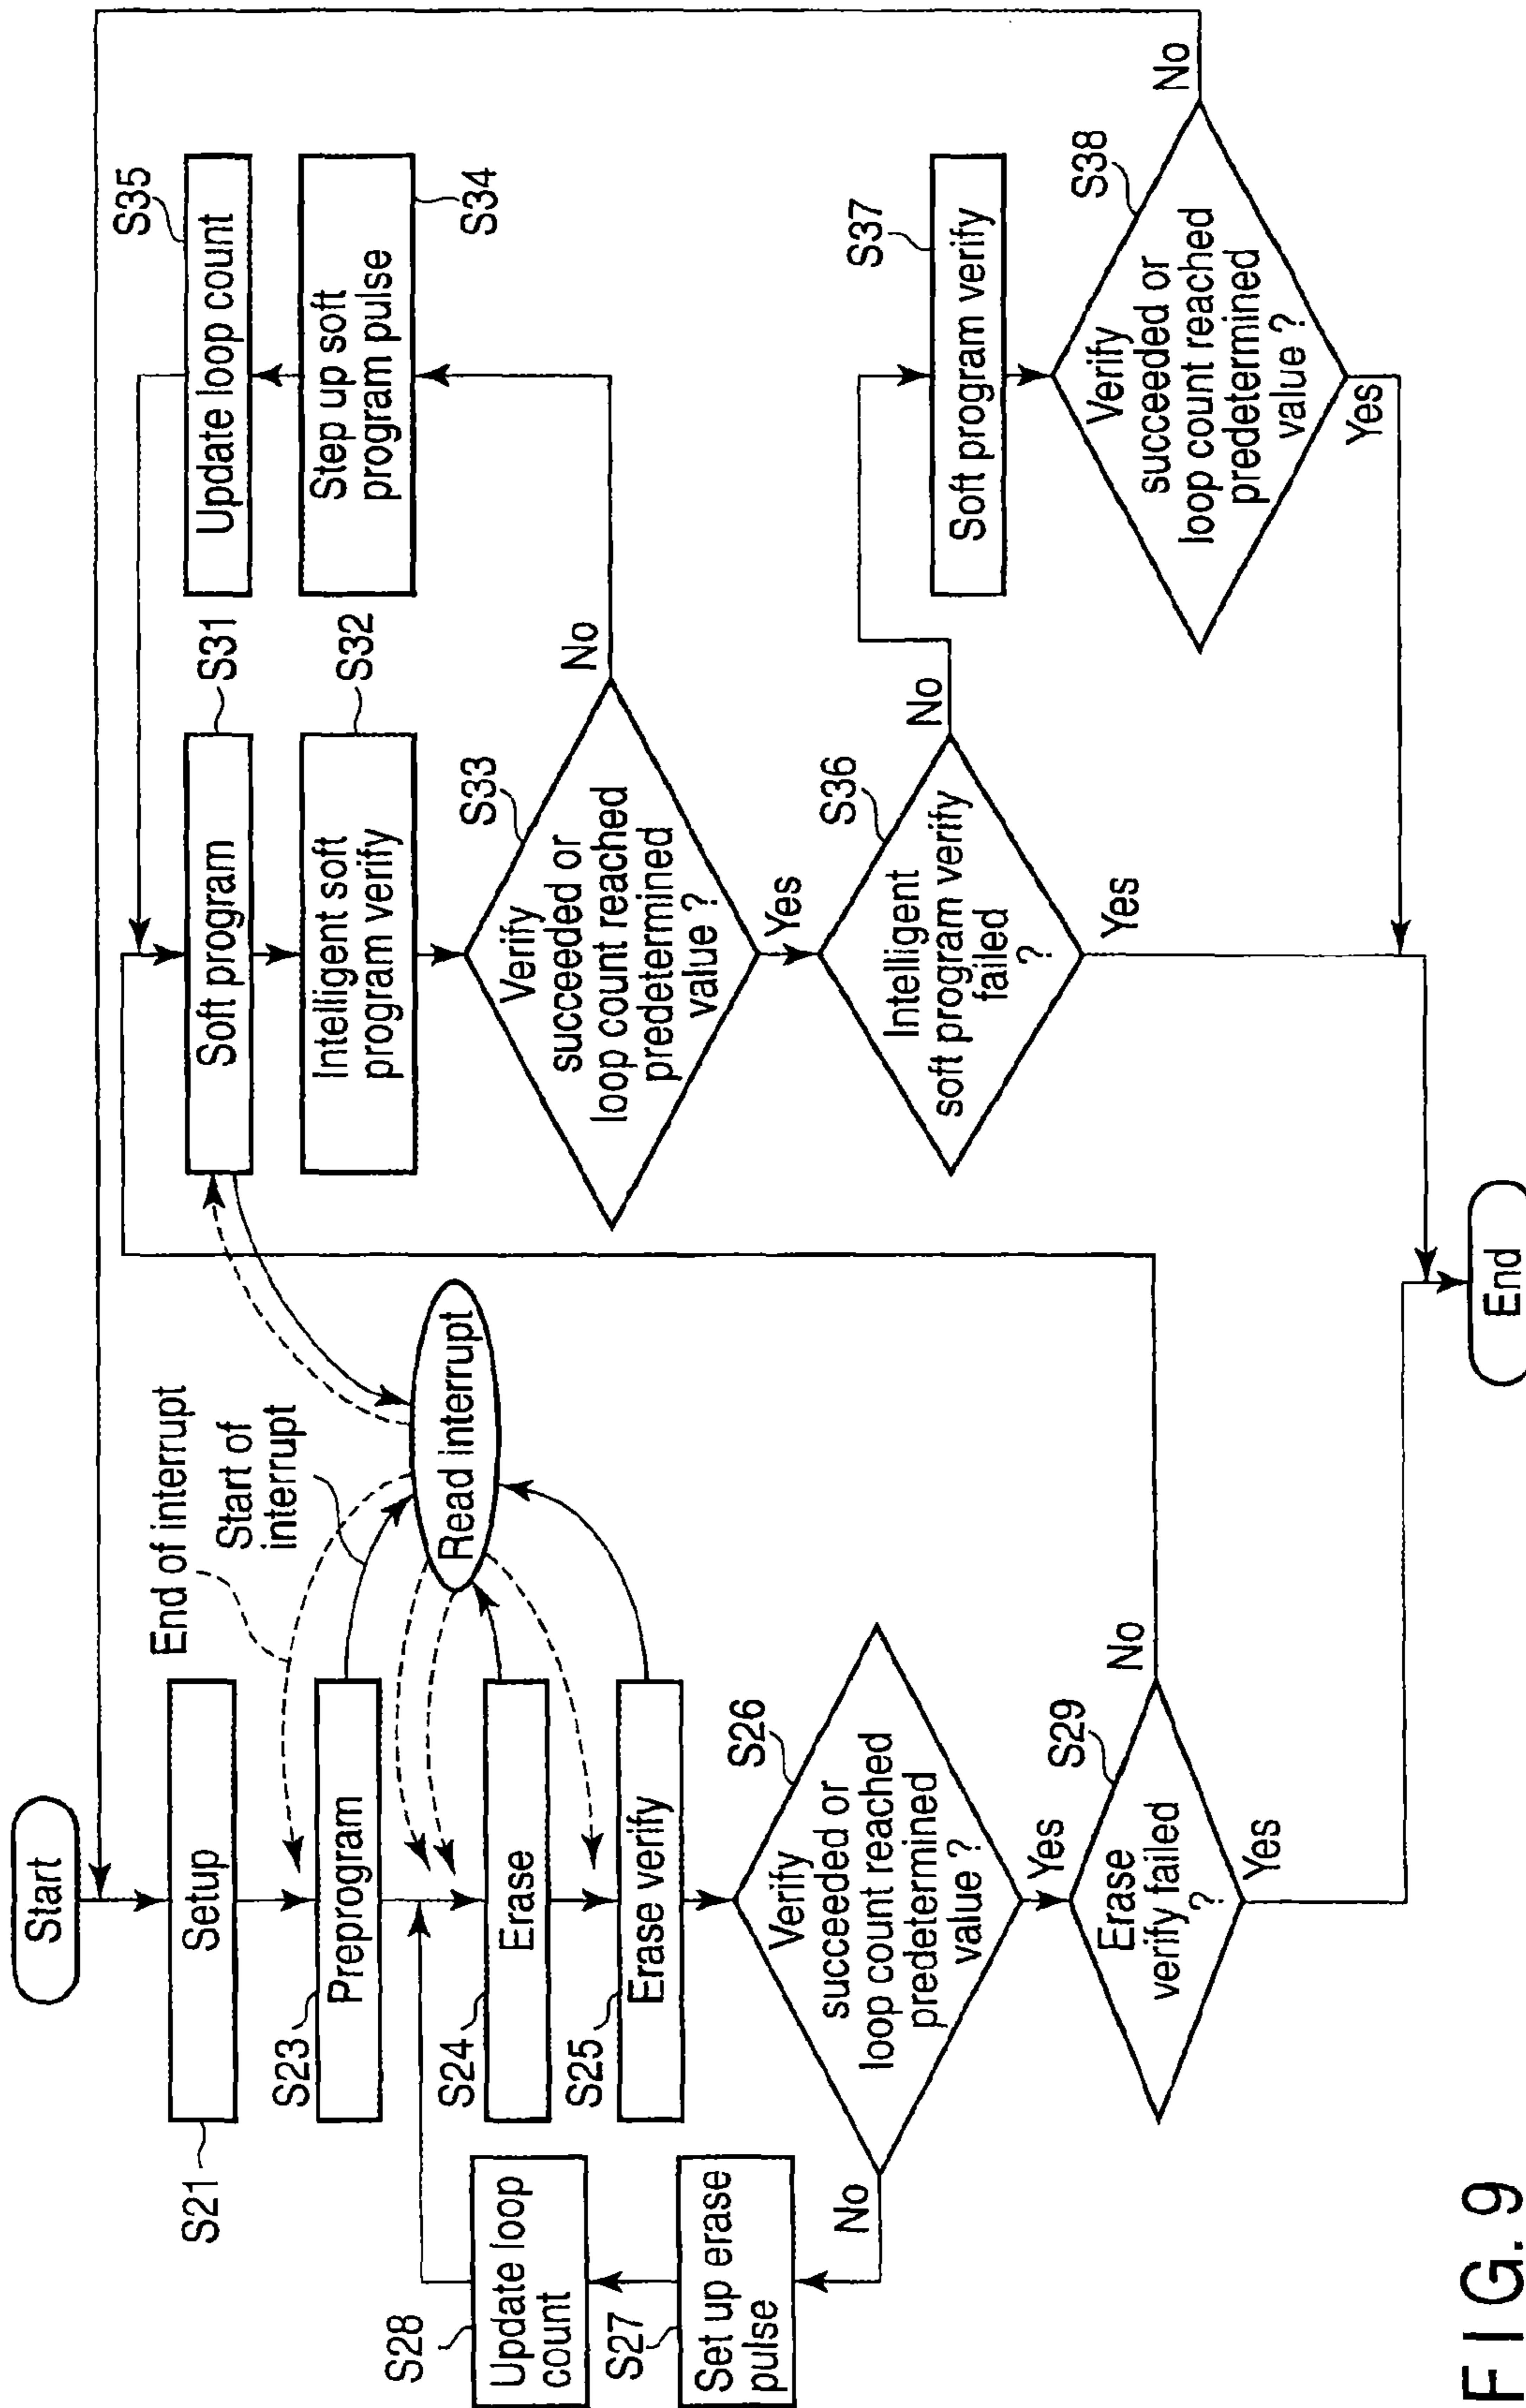 Start
Setup
S21
Preprogram
S23
Erase
S24
Erase verify
S25
Verify
succeeded or
loop count reached
predetermined
value ?
S26
No
Yes
Set up erase
pulse
S27
Update loop
count
S28
Erase
verify failed
?
S29
No
Yes
End of interrupt
Start of
interrupt
Read interrupt
Soft program
S31
Intelligent soft
program verify
S32
Verify
succeeded or
loop count reached
predetermined
value ?
S33
No
Yes
Step up soft
program pulse
S34
Update loop count
S35
Intelligent
soft program verify
failed
?
S36
No
Yes
Soft program verify
S37
Verify
succeeded or
loop count reached
predetermined
value ?
S38
No
Yes
End
FIG. 9